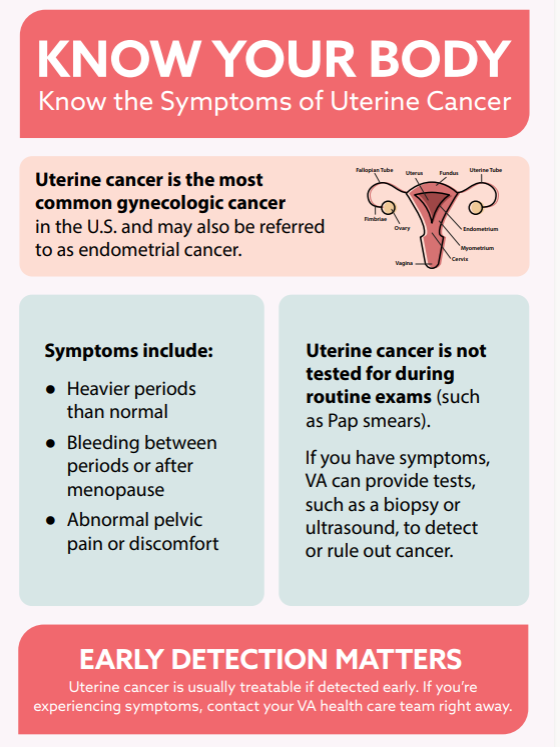 KNOW YOUR BODY
Know the Symptoms of Uterine Cancer
Uterine cancer is the most
common gynecologic cancer
in the U.S. and may also be referred
to as endometrial cancer.
Fallopian Tube
Uterus
Fundus
Uterine Tube
Fimbriae
Ovary
Endometrium
Myometrium
Cervix
Vagina
Symptoms include:
● Heavier periods
than normal
● Bleeding between
periods or after
menopause
● Abnormal pelvic
pain or discomfort
Uterine cancer is not
tested for during
routine exams (such
as Pap smears).
If you have symptoms,
VA can provide tests,
such as a biopsy or
ultrasound, to detect
or rule out cancer.
EARLY DETECTION MATTERS
Uterine cancer is usually treatable if detected early. If you’re
experiencing symptoms, contact your VA health care team right away.